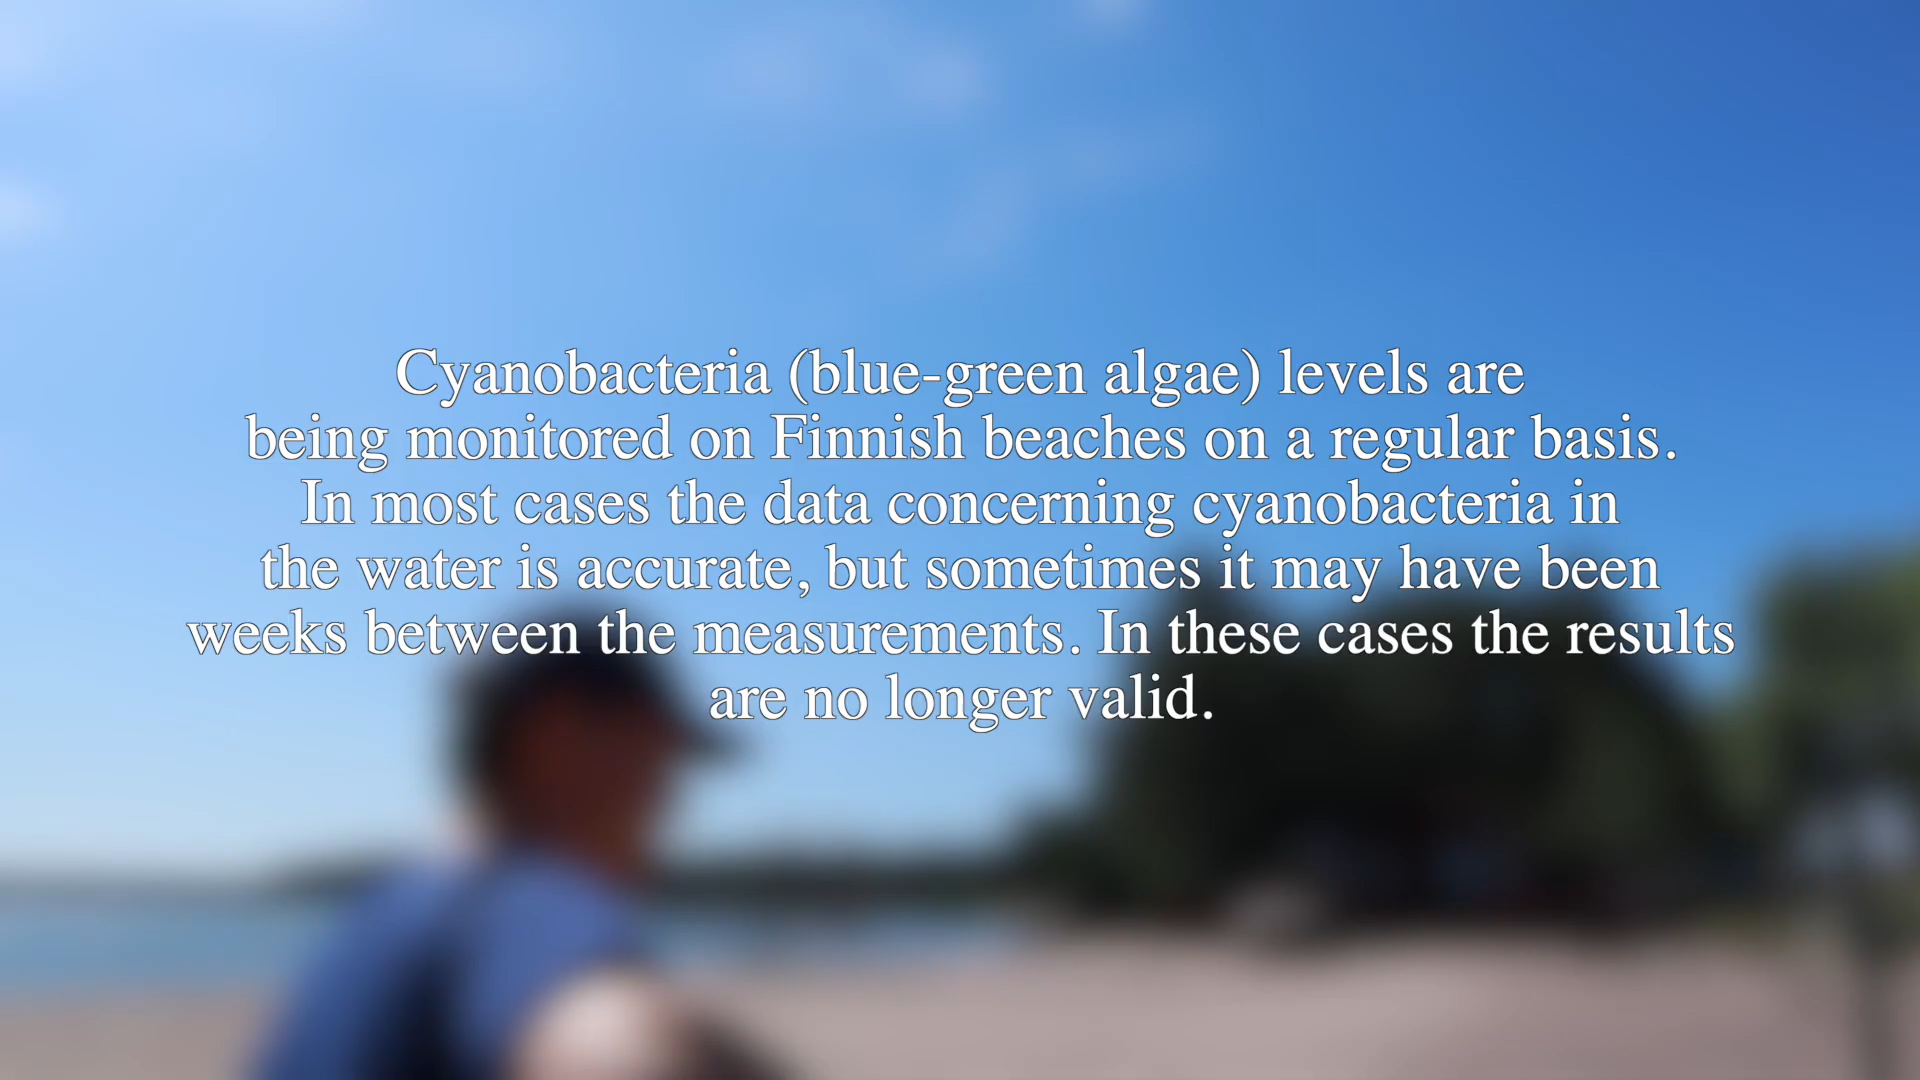 Cyanobacteria (blue-green algae) levels are
being monitored on Finnish beaches on a regular basis.
In most cases the data concerning cyanobacteria in
the water is accurate, but sometimes it may have been
weeks between the measurements. In these cases the results
are no longer valid.